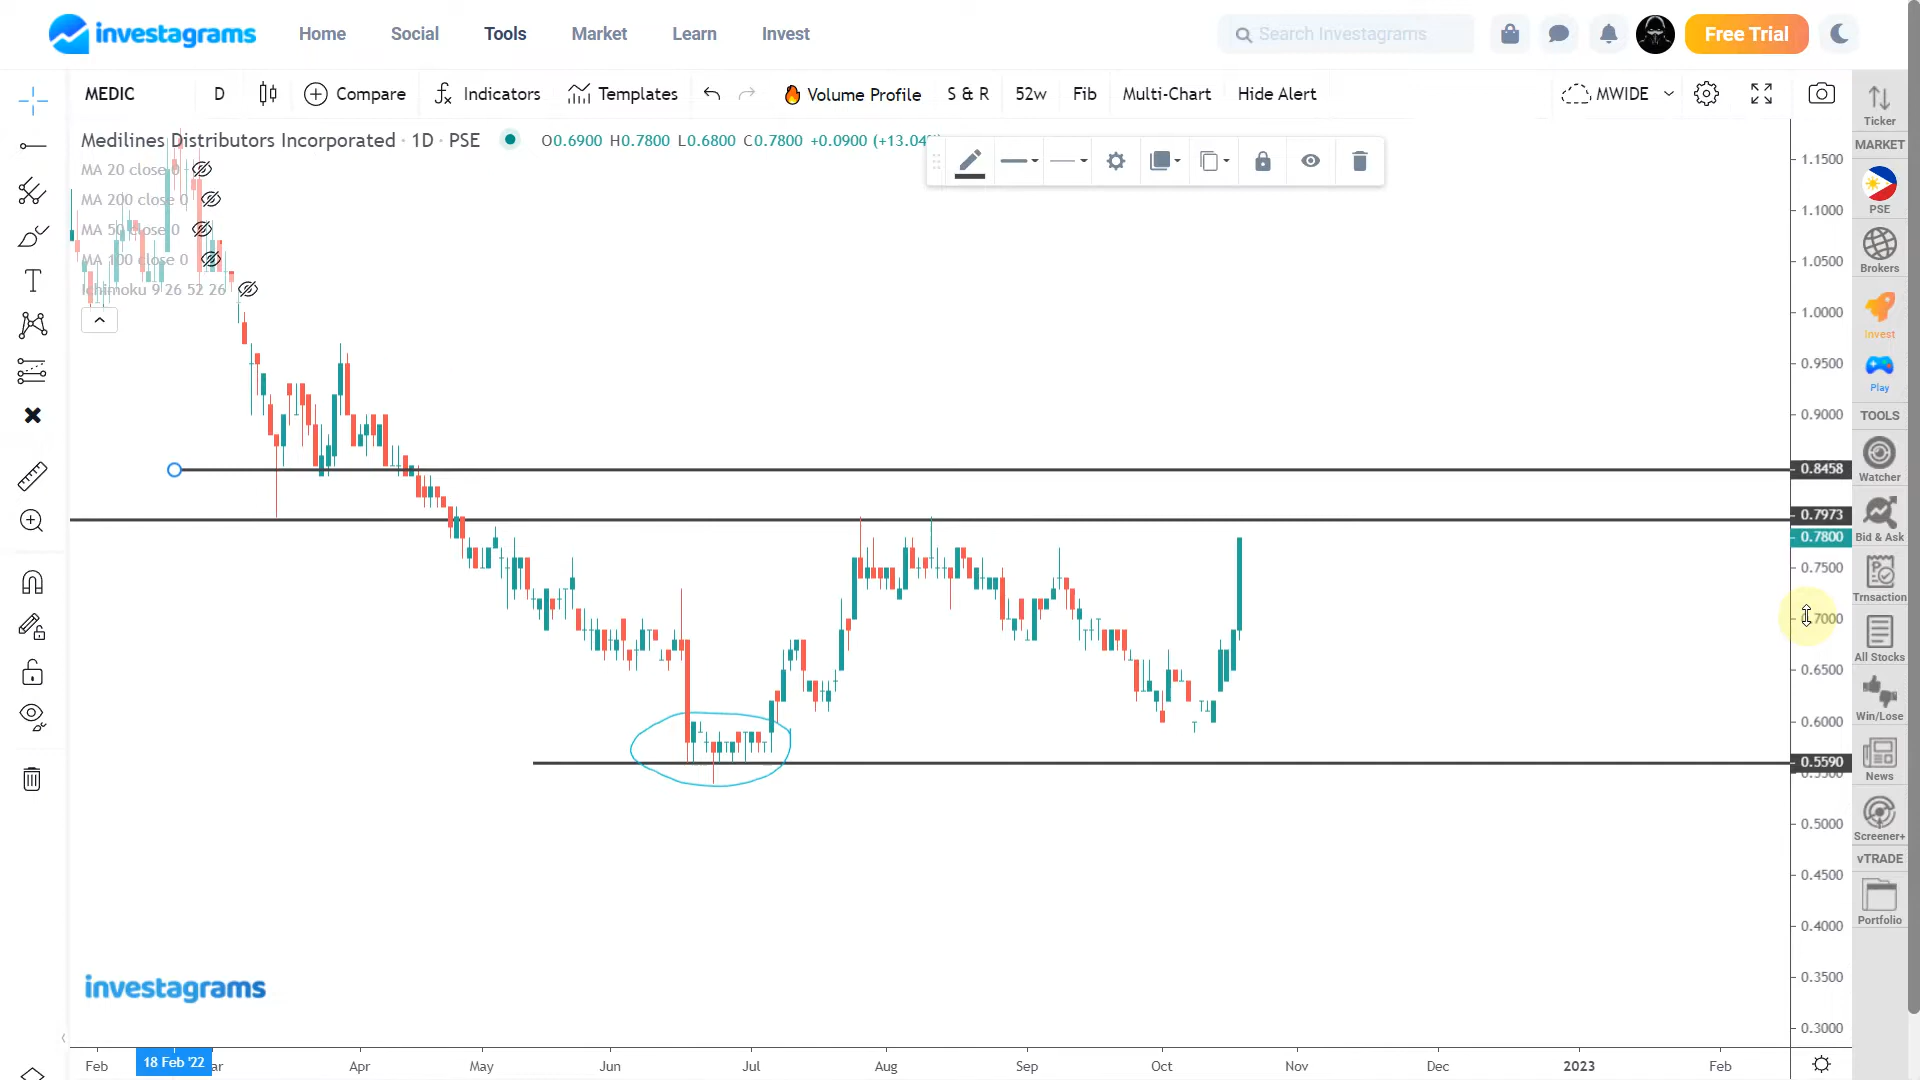 investagrams Home Social Tools Market Learn Invest Search Investagrams Free Trial
MEDIC D Compare Indicators Templates Volume Profile S & R 52w Fib Multi-Chart Hide Alert MWIDE
Medilines Distributors Incorporated · 1D · PSE O0.6900 H0.7800 L0.6800 C0.7800 +0.0900 (+13.04
MA 20 close 0
MA 200 close 0
MA 50 close 0
MA 100 close 0
Ichimoku 9 26 52 26
1.1500
1.1000
1.0500
1.0000
0.9500
0.9000
0.8458
0.7973
0.7800
0.7500
.7000
0.6500
0.6000
0.5590
0.5000
0.4500
0.4000
0.3500
0.3000
Ticker
MARKET
PSE
Brokers
Invest
Play
TOOLS
Watcher
Bid & Ask
Trnsaction
All Stocks
Win/Lose
News
Screener+
vTRADE
Portfolio
investagrams
Feb 18 Feb '22 ar Apr May Jun Jul Aug Sep Oct Nov Dec 2023 Feb